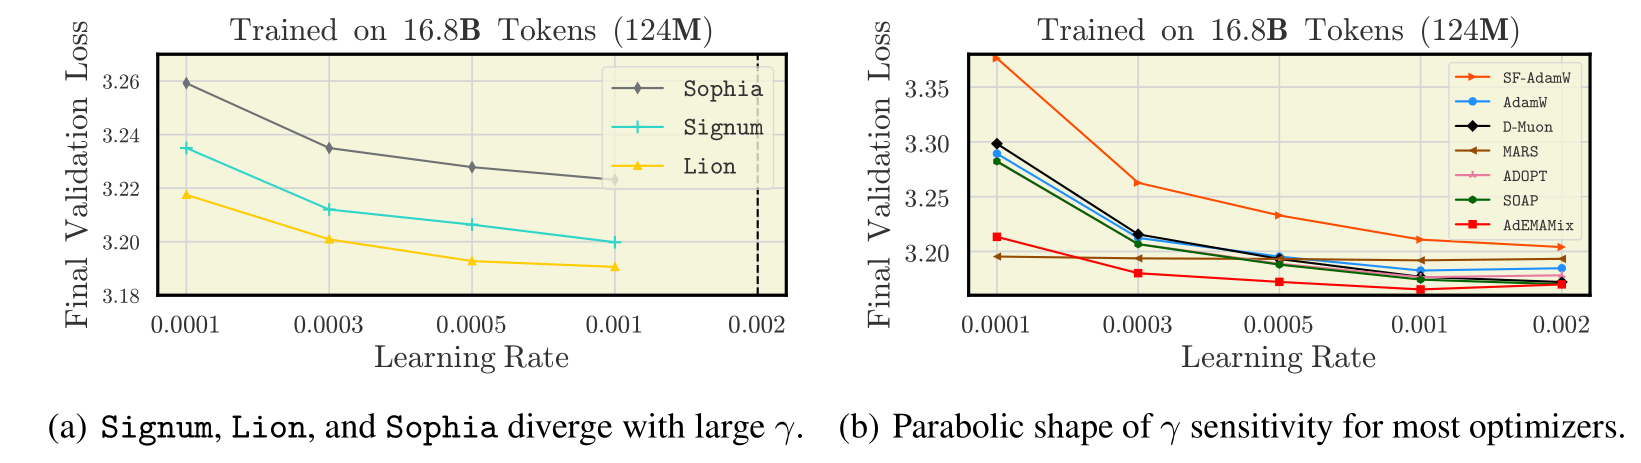 Trained on 16.8B Tokens (124M)
Final Validation Loss
3.26
3.24
3.22
3.20
3.18
Sophia
Signum
Lion
0.0001 0.0003 0.0005 0.001 0.002
Learning Rate
(a) Signum, Lion, and Sophia diverge with large γ.
Trained on 16.8B Tokens (124M)
Final Validation Loss
3.35
3.30
3.25
3.20
SF-AdamW
AdamW
D-Muon
MARS
ADOPT
SOAP
AdEMAMix
0.0001 0.0003 0.0005 0.001 0.002
Learning Rate
(b) Parabolic shape of γ sensitivity for most optimizers.